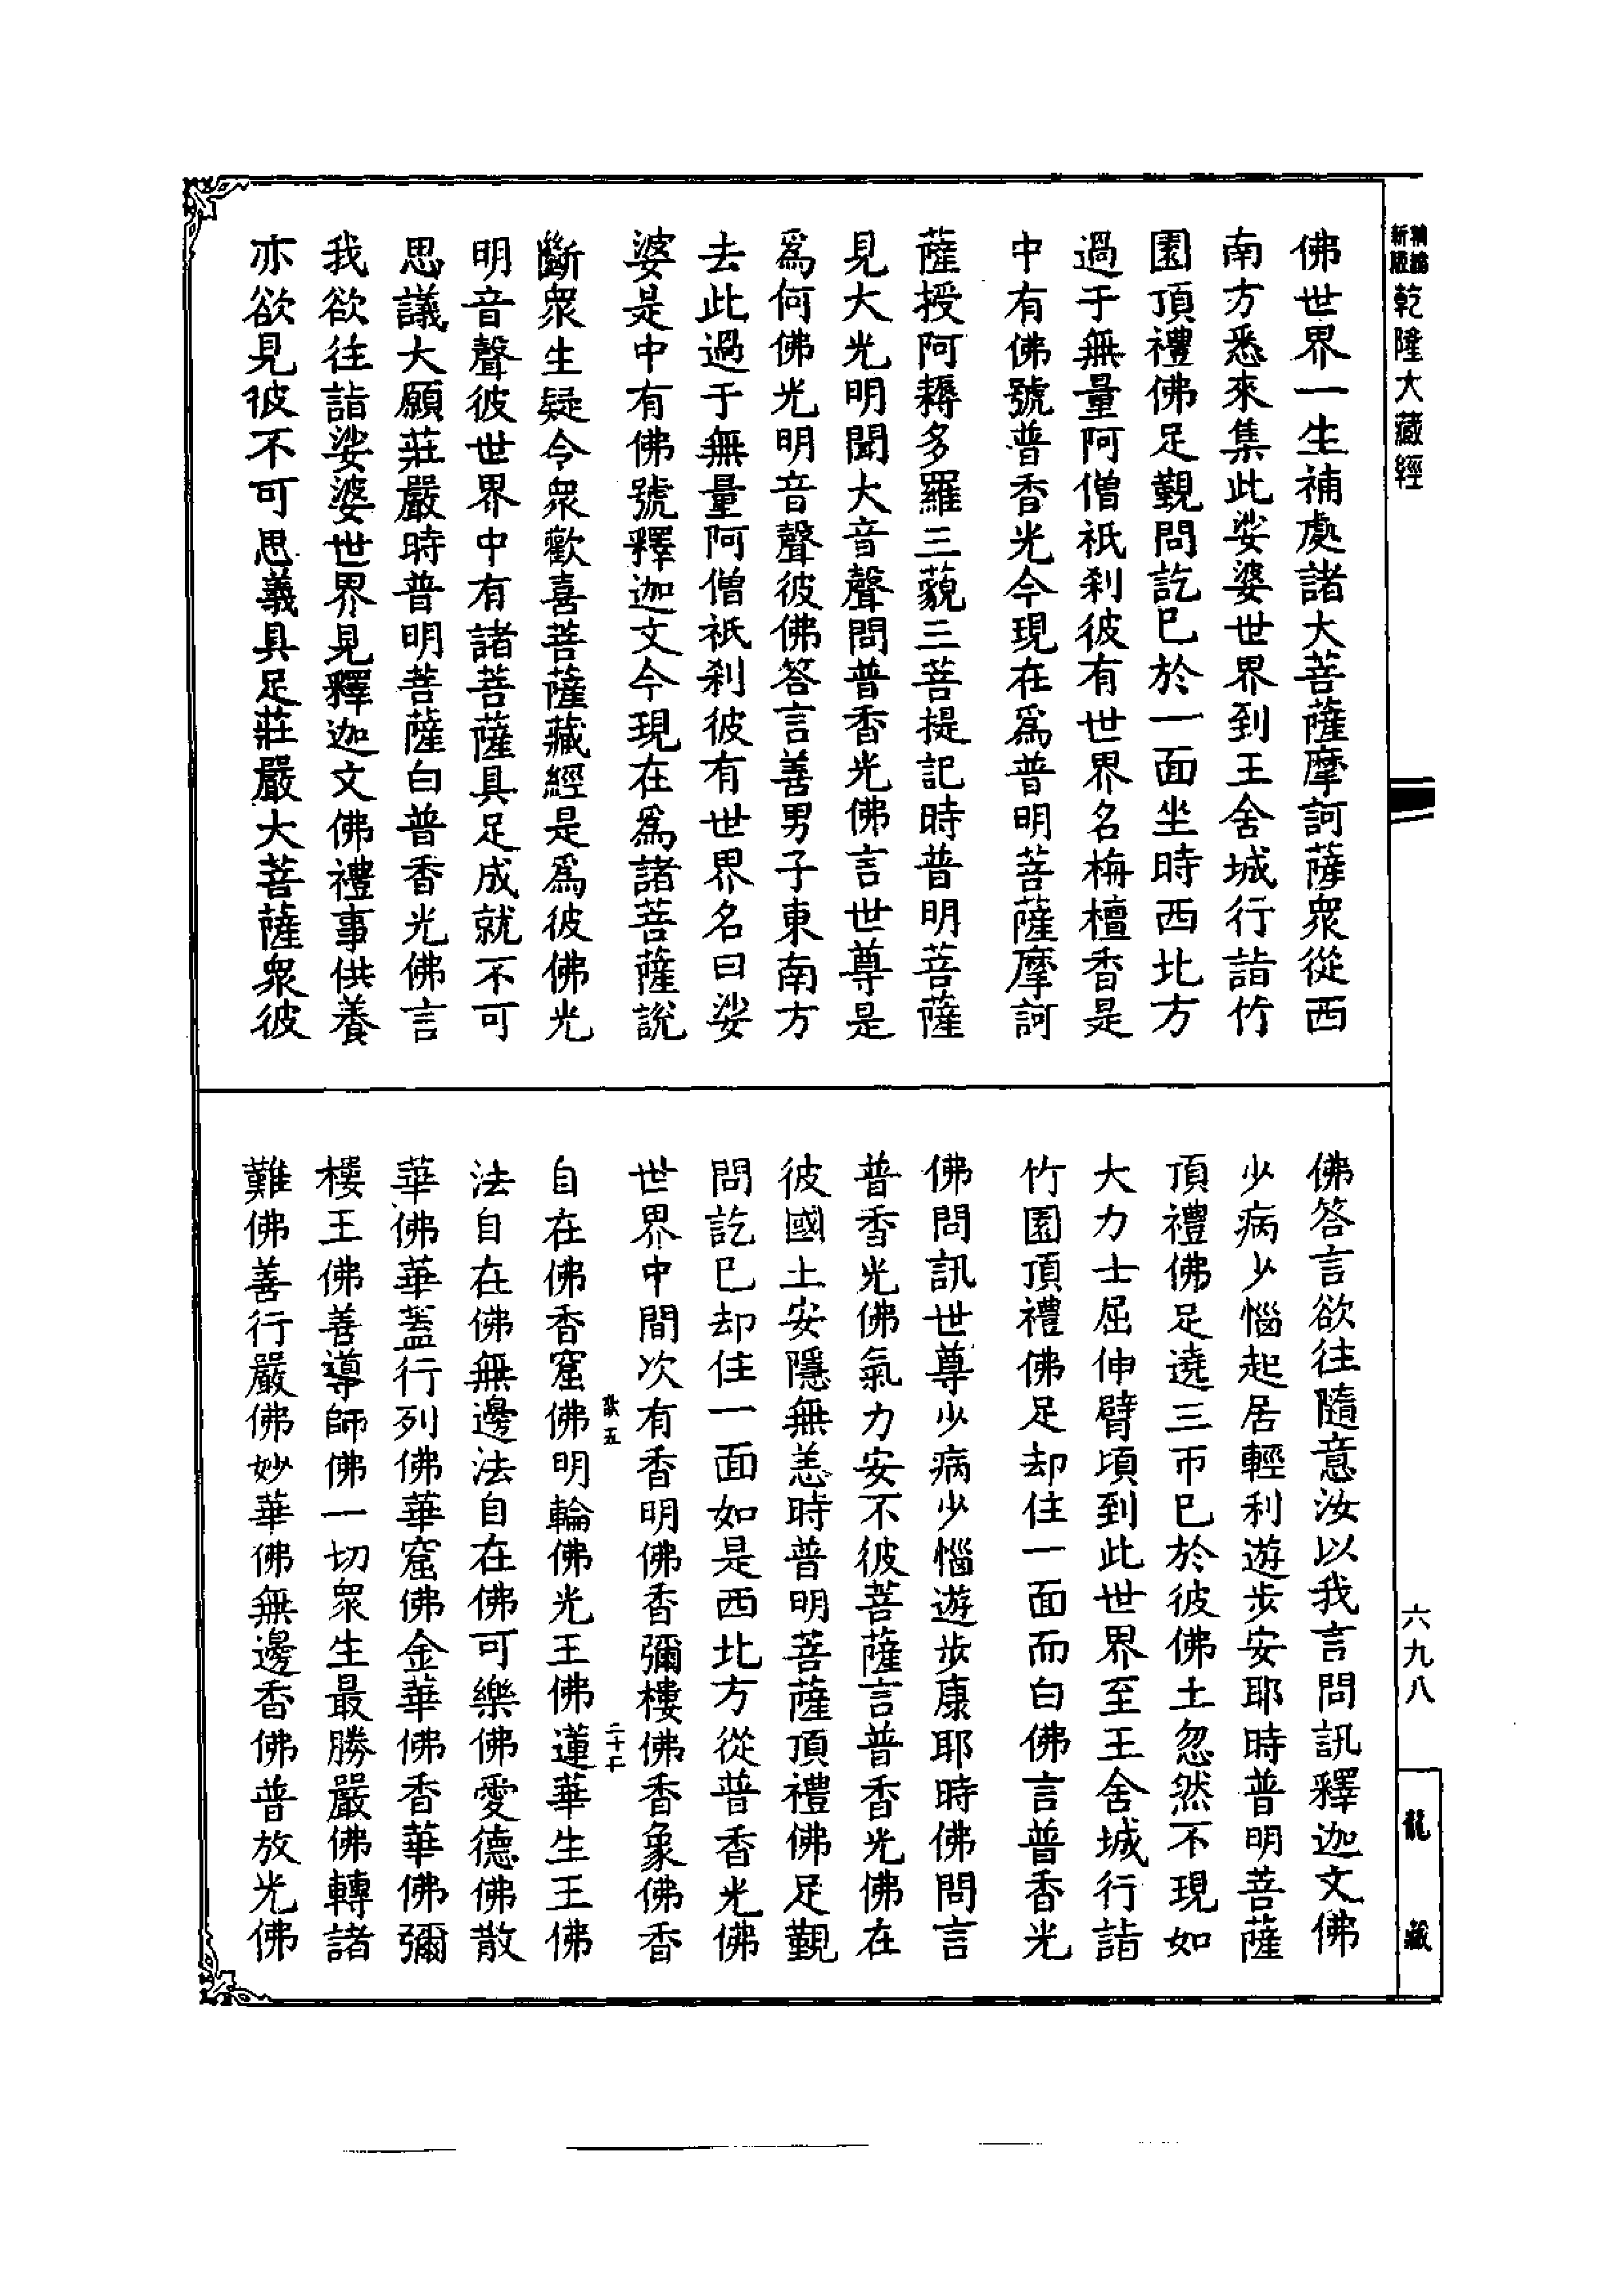 乾隆大藏經
佛世界一生補處諸大菩薩摩訶薩衆從西
南方悉來集此娑婆世界到王舍城行詣竹
園頂禮佛足觀問訖已於一面坐時西北方
過于無量阿僧祇刹彼有世界名栴檀香是
中有佛號普香光今現在爲普明菩薩摩訶
薩授阿耨多羅三藐三菩提記時普明菩薩
見大光明聞大音聲問普香光佛言世尊是
爲何佛光明音聲彼佛答言善男子東南方
去此過于無量阿僧祇刹彼有世界名曰娑
婆是中有佛號釋迦文今現在爲諸菩薩說
斷衆生疑令衆歡喜菩薩藏經是爲彼佛光
明音聲彼世界中有諸菩薩具足成就不可
思議大願莊嚴時普明菩薩白普香光佛言
我欲往詣娑婆世界見釋迦文佛禮事供養
亦欲見彼不可思義具足莊嚴大菩薩衆彼
佛答言欲往隨意汝以我言問訊釋迦文佛
少病少惱起居輕利遊步安耶時普明菩薩
頂禮佛足遶三帀已於彼佛土忽然不現如
大力士屈伸臂頃到此世界至王舍城行詣
竹園頂禮佛足却住一面而白佛言普香光
佛問訊世尊少病少惱遊步康耶時佛問言
普香光佛氣力安不彼菩薩言普香光佛在
彼國土安隱無恙時普明菩薩頂禮佛足觀
問訖已却住一面如是西北方從普香光佛
世界中間次有香明佛香彌樓佛香象佛香
自在佛香窟佛明輪佛光王佛蓮華生王佛
法自在佛無邊法自在佛可樂佛愛德佛散
華佛華蓋行列佛華窟佛金華佛香華佛彌
樓王佛善導師佛一切衆生最勝嚴佛轉諸
難佛善行嚴佛妙華佛無邊香佛普放光佛
六九八
龍藏